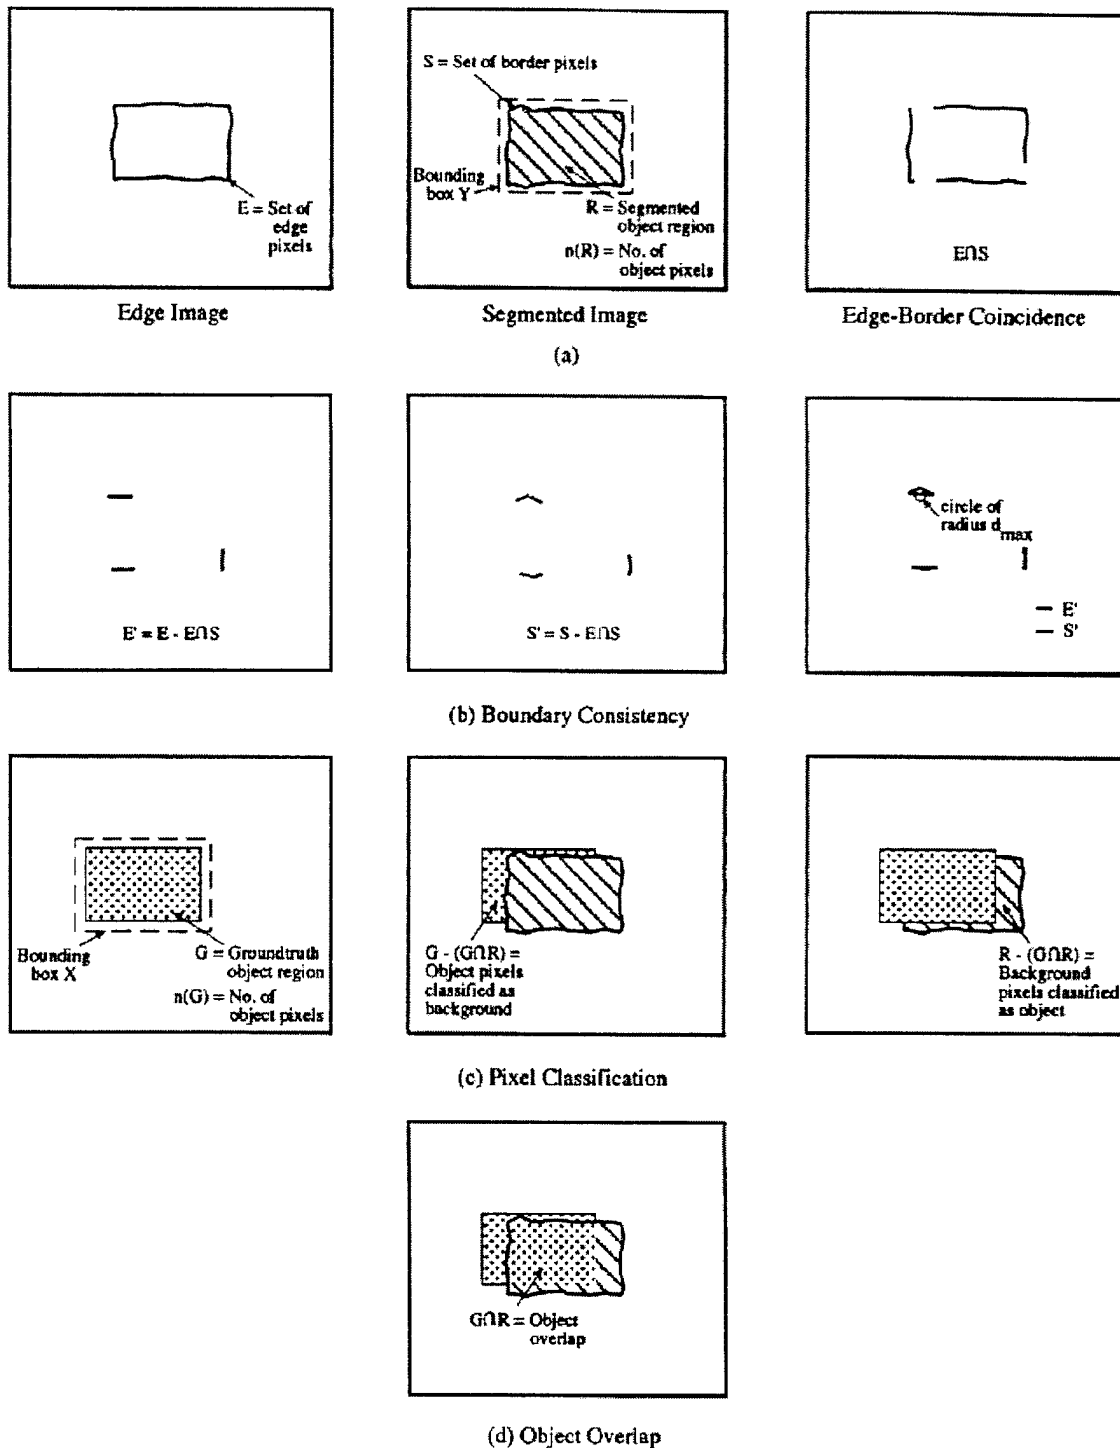 E = Set of
edge
pixels
Edge Image
S = Set of border pixels
Bounding
box Y
R = Segmented
object region
n(R) = No. of
object pixels
Segmented Image
E∩S
Edge-Border Coincidence
(a)
E' = E - E∩S
S' = S - E∩S
circle of
radius d max
E'
S'
(b) Boundary Consistency
Bounding
box X
G = Groundtruth
object region
n(G) = No. of
object pixels
G - (G∩R) =
Object pixels
classified as
background
R - (G∩R) =
Background
pixels classified
as object
(c) Pixel Classification
G∩R = Object
overlap
(d) Object Overlap